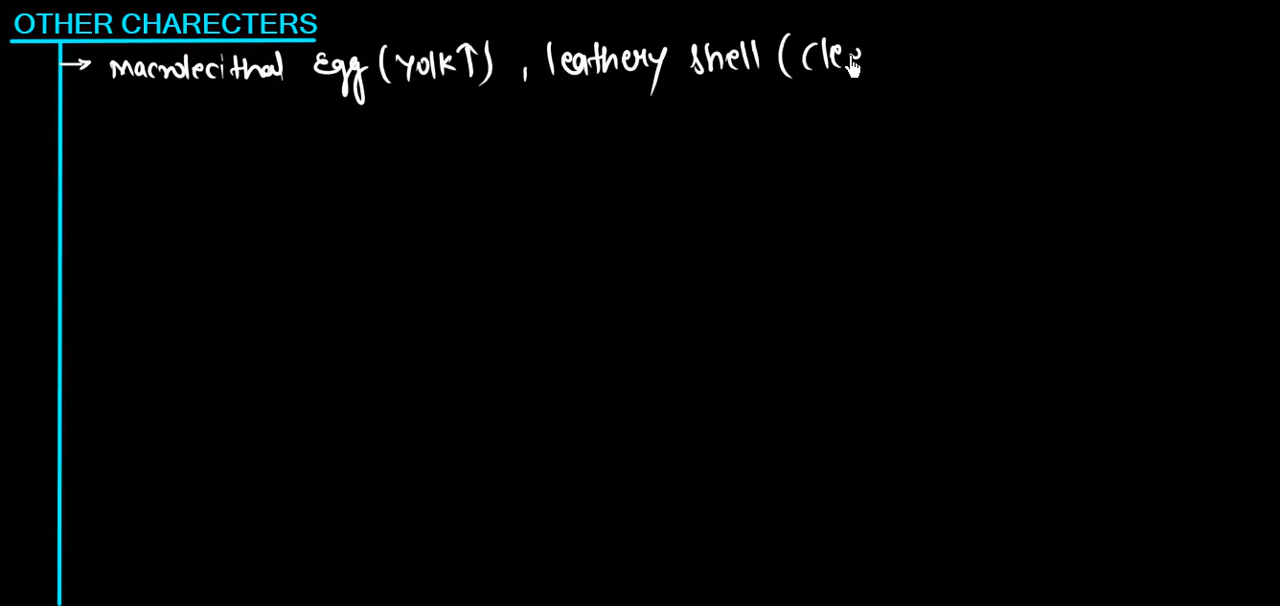 OTHER CHARECTERS
→ macrolecithal Egg (Yolk↑) , leathery shell (Cle